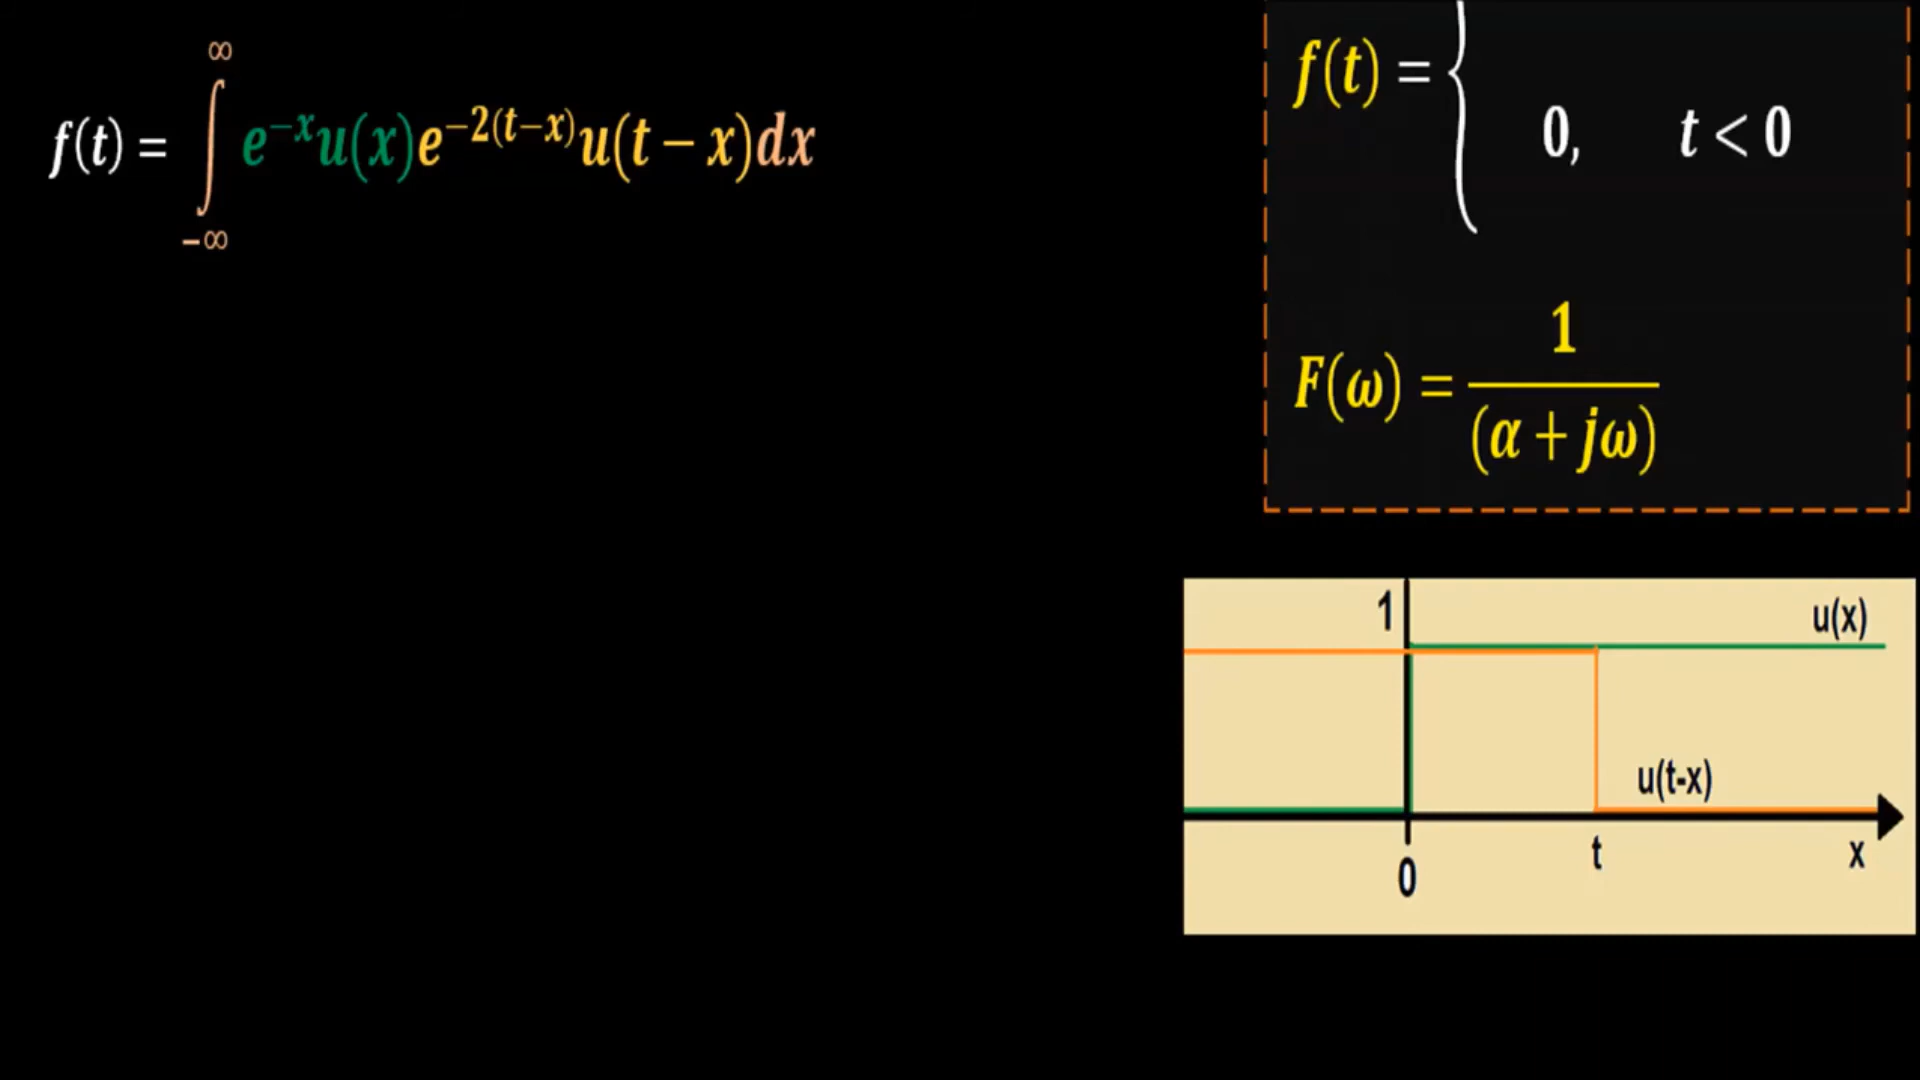 f(t) = ∫_{-∞}^{∞} e^{-x}u(x)e^{-2(t-x)}u(t-x)dx
f(t) = {
0, t < 0
F(ω) = 1/(α + jω)
1
u(x)
u(t-x)
0
t
x